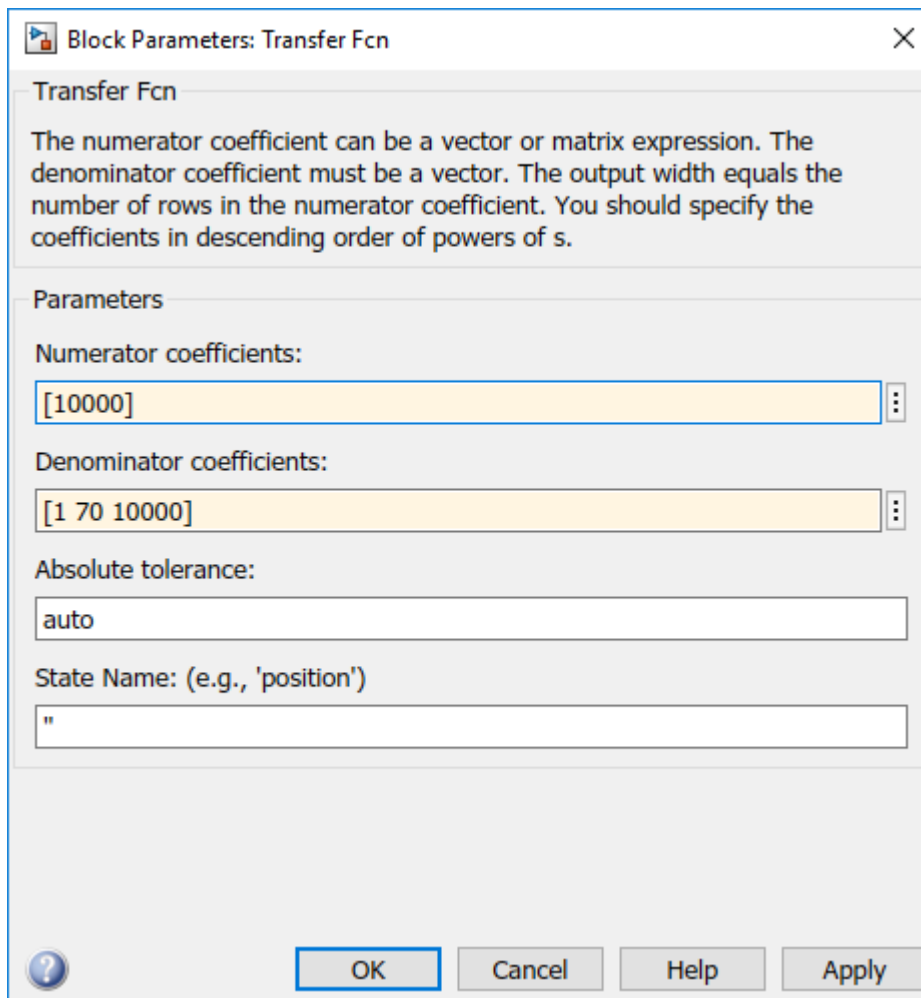 Block Parameters: Transfer Fcn
Transfer Fcn
The numerator coefficient can be a vector or matrix expression. The
denominator coefficient must be a vector. The output width equals the
number of rows in the numerator coefficient. You should specify the
coefficients in descending order of powers of s.
Parameters
Numerator coefficients:
[10000]
Denominator coefficients:
[1 70 10000]
Absolute tolerance:
auto
State Name: (e.g., 'position')
''
OK Cancel Help Apply